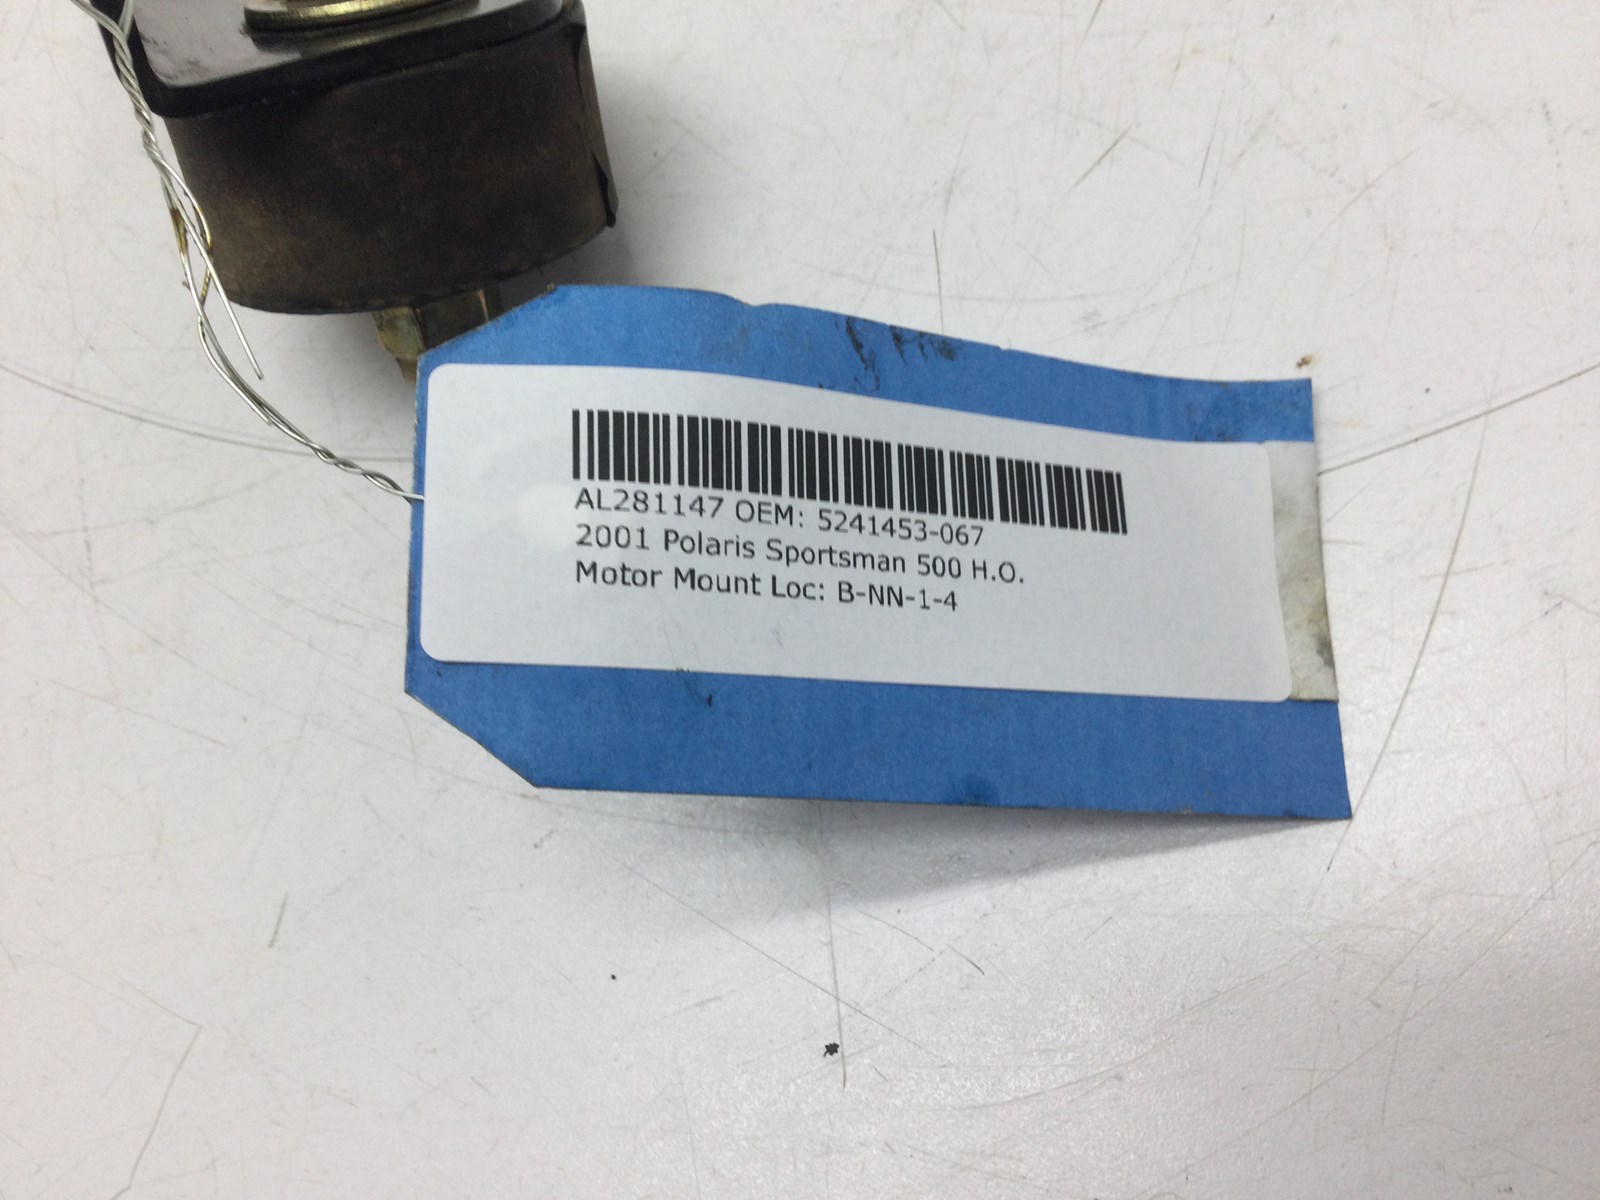 AL281147 OEM: 5241453-067
2001 Polaris Sportsman 500 H.O.
Motor Mount Loc: B-NN-1-4